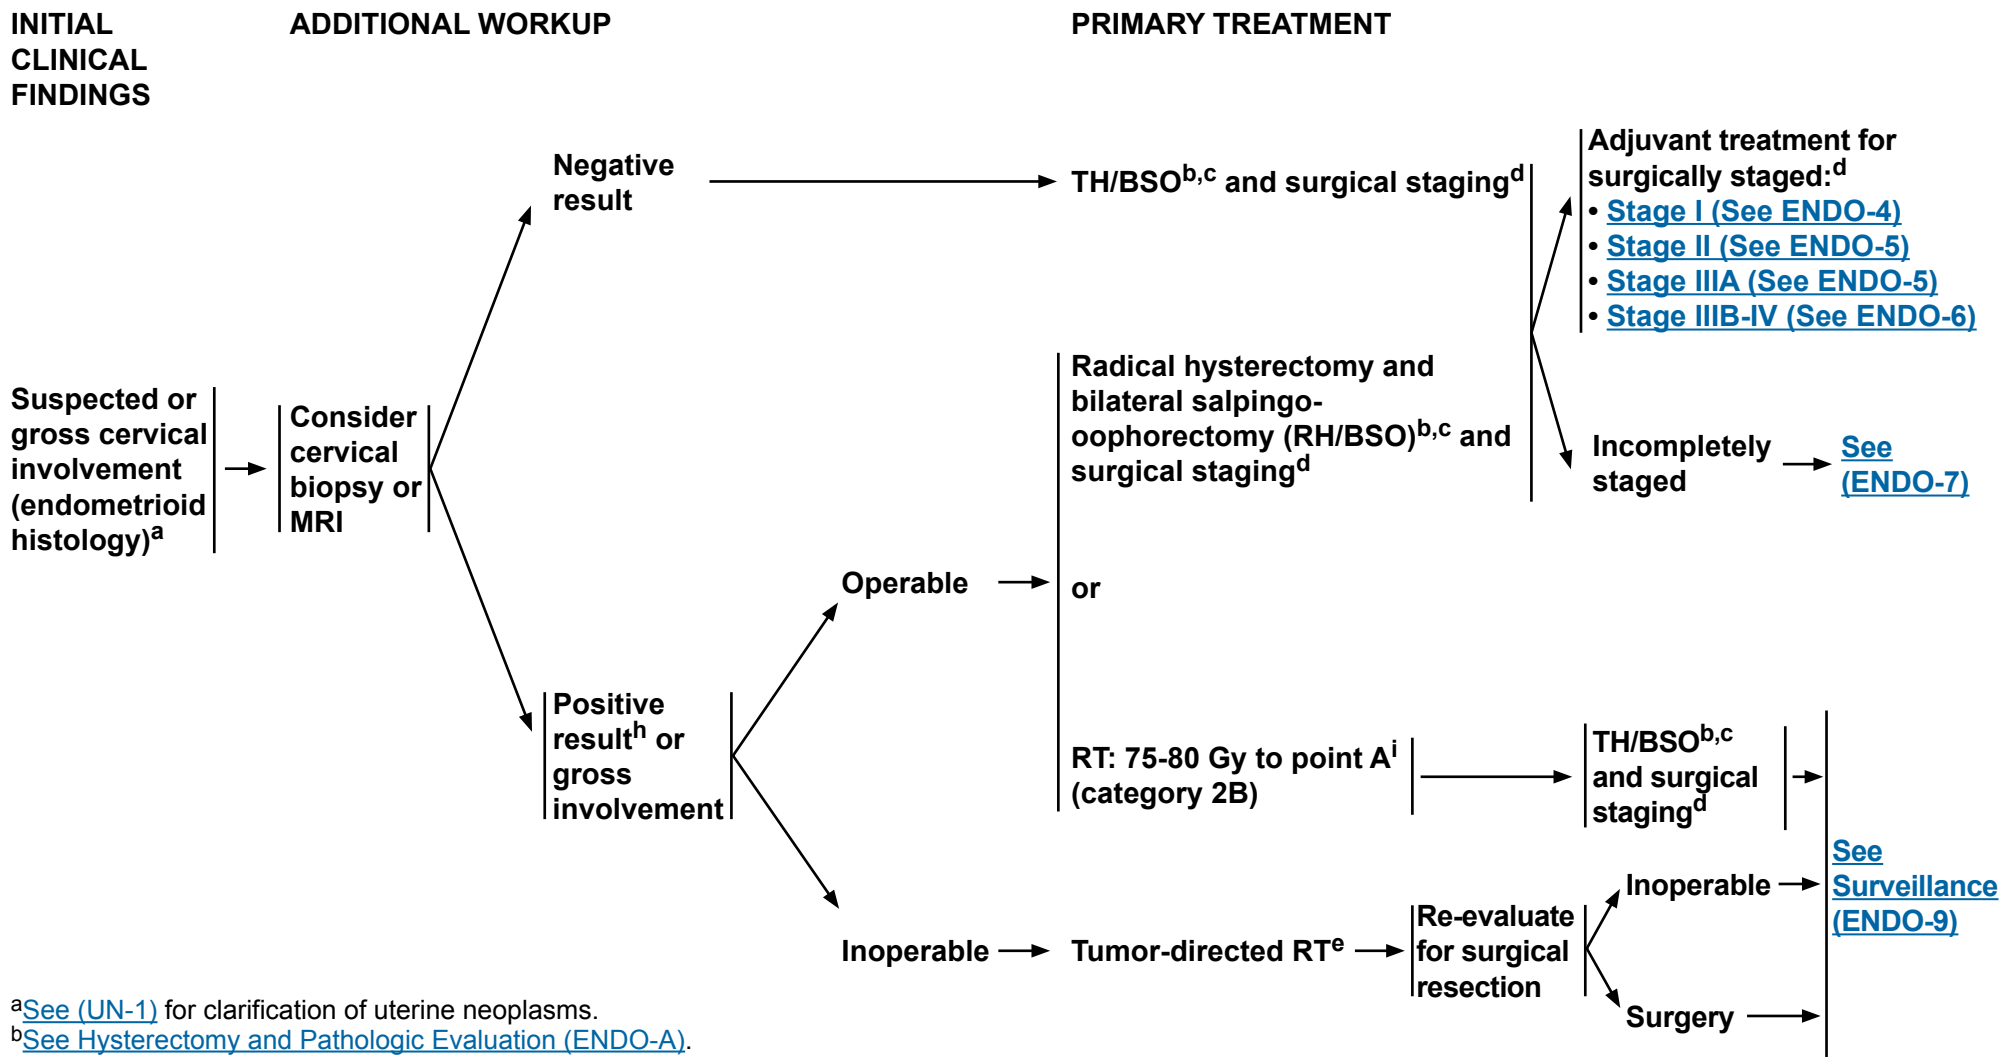 INITIAL
CLINICAL
FINDINGS
ADDITIONAL WORKUP
PRIMARY TREATMENT
Suspected or
gross cervical
involvement
(endometrioid
histology)a
Consider
cervical
biopsy or
MRI
Negative
result
TH/BSOb,c and surgical stagingd
Adjuvant treatment for
surgically staged:d
• Stage I (See ENDO-4)
• Stage II (See ENDO-5)
• Stage IIIA (See ENDO-5)
• Stage IIIB-IV (See ENDO-6)
Incompletely
staged
See
(ENDO-7)
Positive
resulth or
gross
involvement
Operable
Radical hysterectomy and
bilateral salpingo-
oophorectomy (RH/BSO)b,c and
surgical stagingd
or
RT: 75-80 Gy to point Ai
(category 2B)
TH/BSOb,c
and surgical
stagingd
Inoperable
Tumor-directed RTe
Re-evaluate
for surgical
resection
Inoperable
Surgery
See
Surveillance
(ENDO-9)
aSee (UN-1) for clarification of uterine neoplasms.
bSee Hysterectomy and Pathologic Evaluation (ENDO-A).